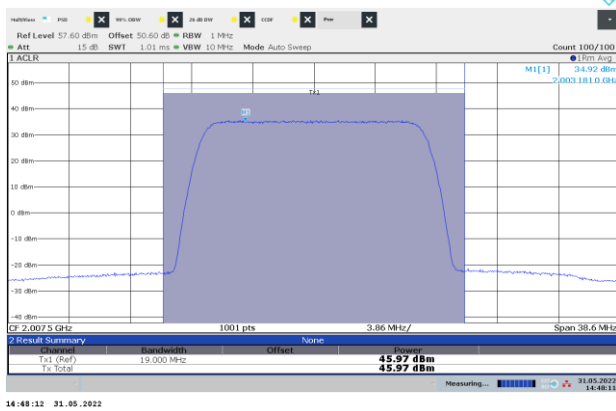 MultiView PSD 99% OBW 26 dB BW CCDF Pwr
Ref Level 57.60 dBm Offset 50.60 dB RBW 1 MHz
Att 15 dB SWT 1.01 ms VBW 10 MHz Mode Auto Sweep Count 100/100
1 ACLR 1Rm Avg
M1[1] 34.92 dBm
2.003 181 0 GHz
Tx1
50 dBm
M1
40 dBm
30 dBm
20 dBm
10 dBm
0 dBm
-10 dBm
-20 dBm
-30 dBm
-40 dBm
CF 2.0075 GHz 1001 pts 3.86 MHz/ Span 38.6 MHz
2 Result Summary None
Channel Bandwidth Offset Power
Tx1 (Ref) 19.000 MHz 45.97 dBm
Tx Total 45.97 dBm
Measuring... 31.05.2022
14:48:11
14:48:12 31.05.2022